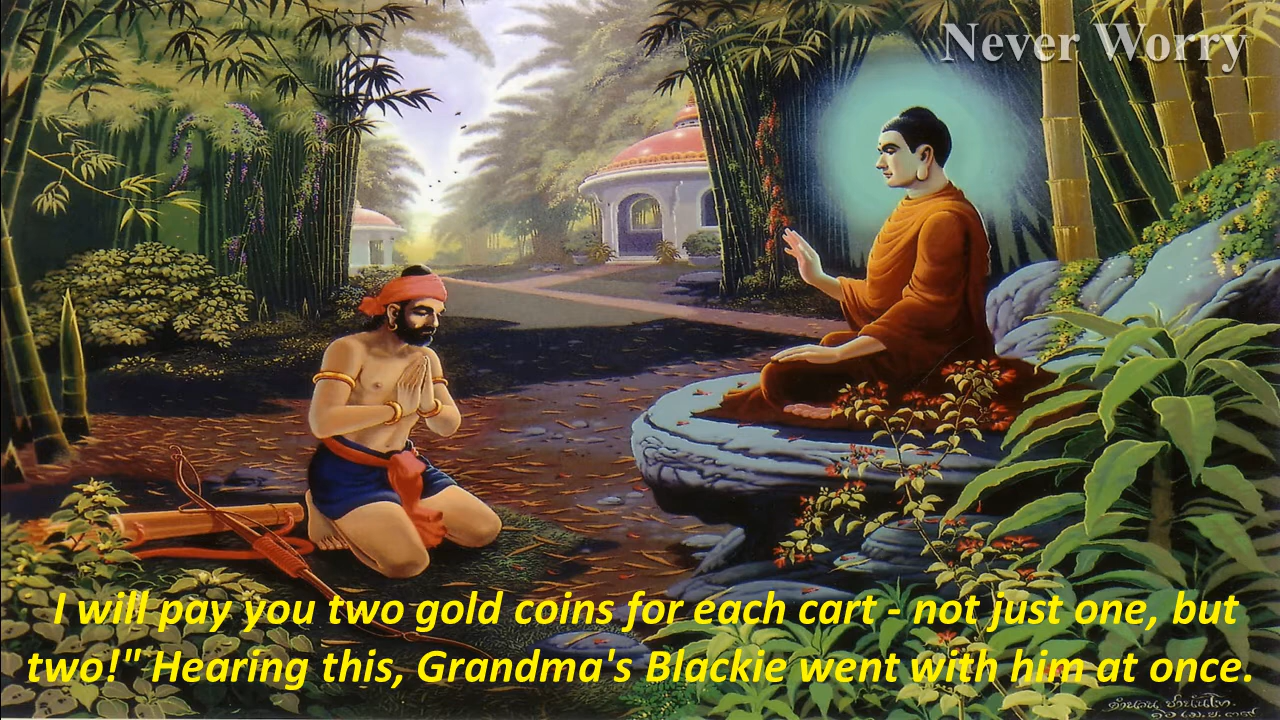 Never Worry
I will pay you two gold coins for each cart - not just one, but
two!" Hearing this, Grandma's Blackie went with him at once.